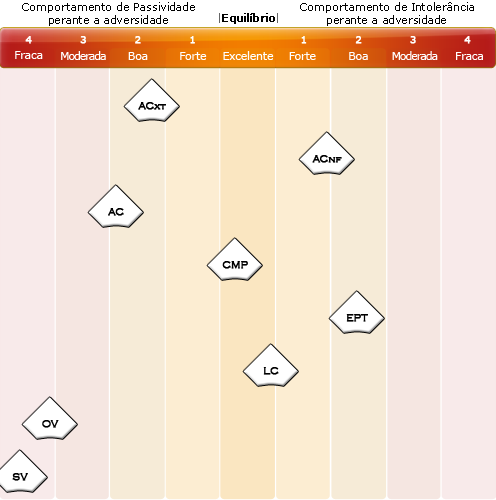 Comportamento de Passividade
perante a adversidade
|Equilíbrio|
Comportamento de Intolerância
perante a adversidade
4 3 2 1 1 2 3 4
Fraca Moderada Boa Forte Excelente Forte Boa Moderada Fraca
ACXT
ACNF
AC
CMP
EPT
LC
OV
SV